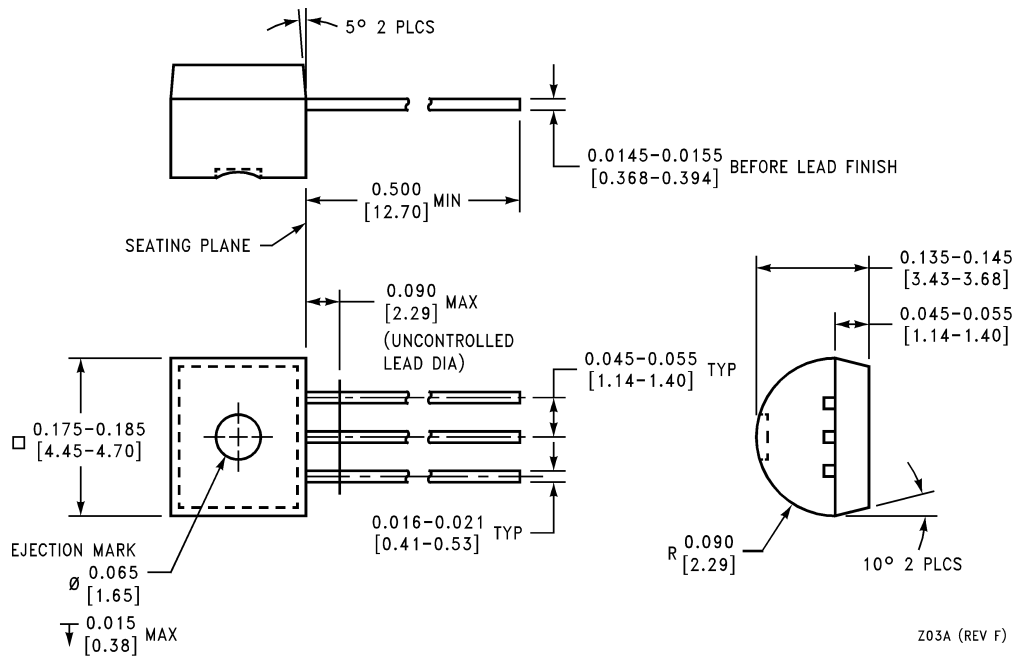 5° 2 PLCS
0.0145-0.0155
[0.368-0.394]
BEFORE LEAD FINISH
0.500
[12.70]
MIN
SEATING PLANE
0.135-0.145
[3.43-3.68]
0.090
[2.29]
MAX
(UNCONTROLLED
LEAD DIA)
0.045-0.055
[1.14-1.40]
0.045-0.055
[1.14-1.40]
TYP
0.175-0.185
[4.45-4.70]
0.016-0.021
[0.41-0.53]
TYP
EJECTION MARK
Ø 0.065
[1.65]
0.015
[0.38]
MAX
R 0.090
[2.29]
10° 2 PLCS
Z03A (REV F)